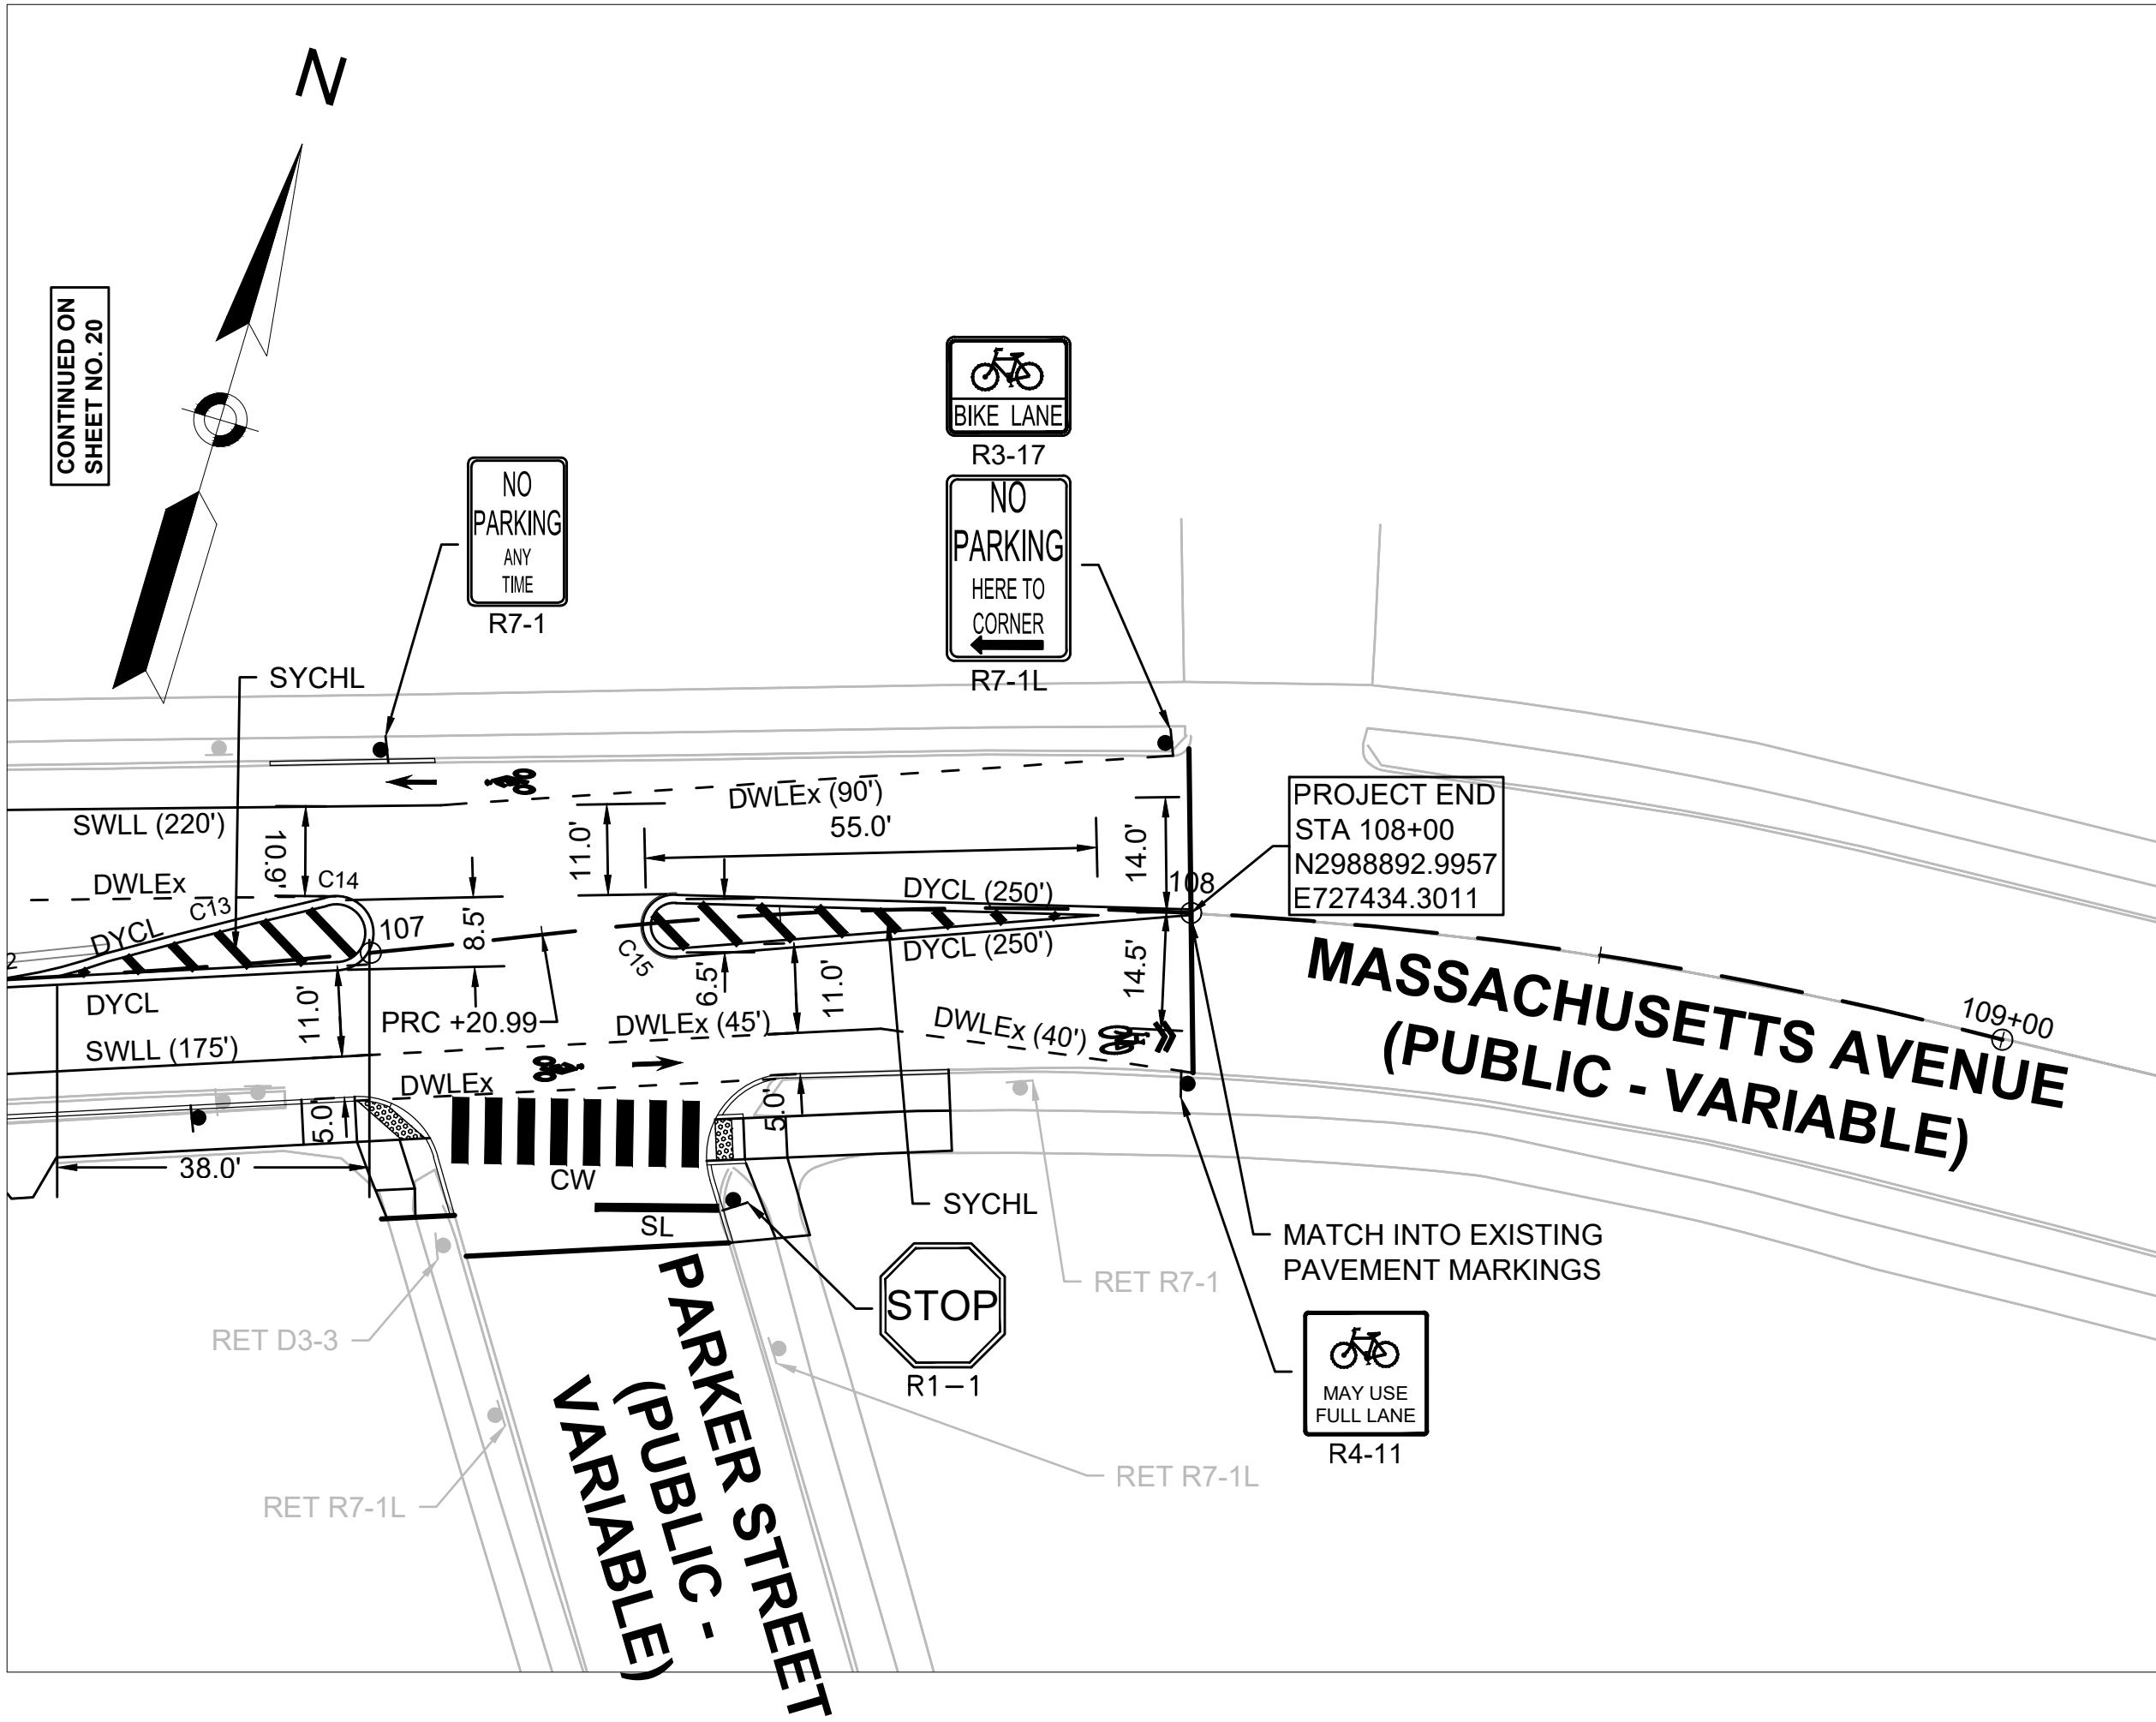 N
CONTINUED ON
SHEET NO. 20
BIKE LANE
R3-17
NO
PARKING
ANY
TIME
R7-1
NO
PARKING
HERE TO
CORNER
R7-1L
SYCHL
SWLL (220')
10.9'
11.0'
DWLEx (90')
55.0'
14.0'
PROJECT END
STA 108+00
N2988892.9957
E727434.3011
DWLEx
C13
C14
DYCL
107
8.5'
C15
DYCL (250')
108
DYCL (250')
2
DYCL
11.0'
PRC +20.99
6.5'
11.0'
14.5'
SWLL (175')
DWLEx (45')
DWLEx (40')
DWLEx
MASSACHUSETTS AVENUE
(PUBLIC - VARIABLE)
109+00
5.0'
5.0'
38.0'
CW
SL
SYCHL
MATCH INTO EXISTING
PAVEMENT MARKINGS
RET R7-1
STOP
R1-1
RET D3-3
MAY USE
FULL LANE
R4-11
RET R7-1L
RET R7-1L
PARKER STREET
(PUBLIC -
VARIABLE)